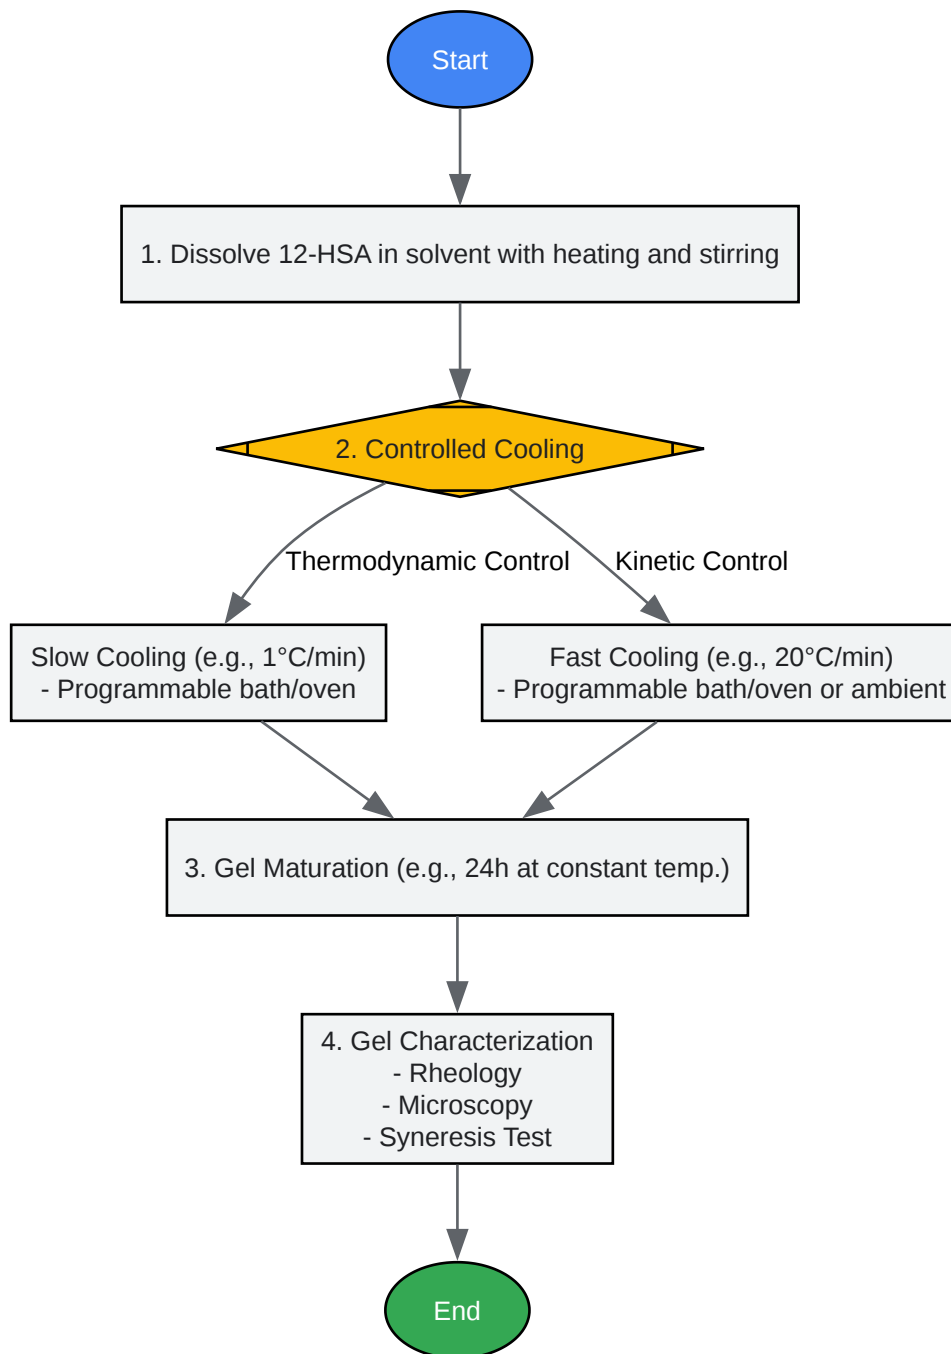 Start
1. Dissolve 12-HSA in solvent with heating and stirring
2. Controlled Cooling
Thermodynamic Control
Kinetic Control
Slow Cooling (e.g., 1°C/min)
- Programmable bath/oven
Fast Cooling (e.g., 20°C/min)
- Programmable bath/oven or ambient
3. Gel Maturation (e.g., 24h at constant temp.)
4. Gel Characterization
- Rheology
- Microscopy
- Syneresis Test
End